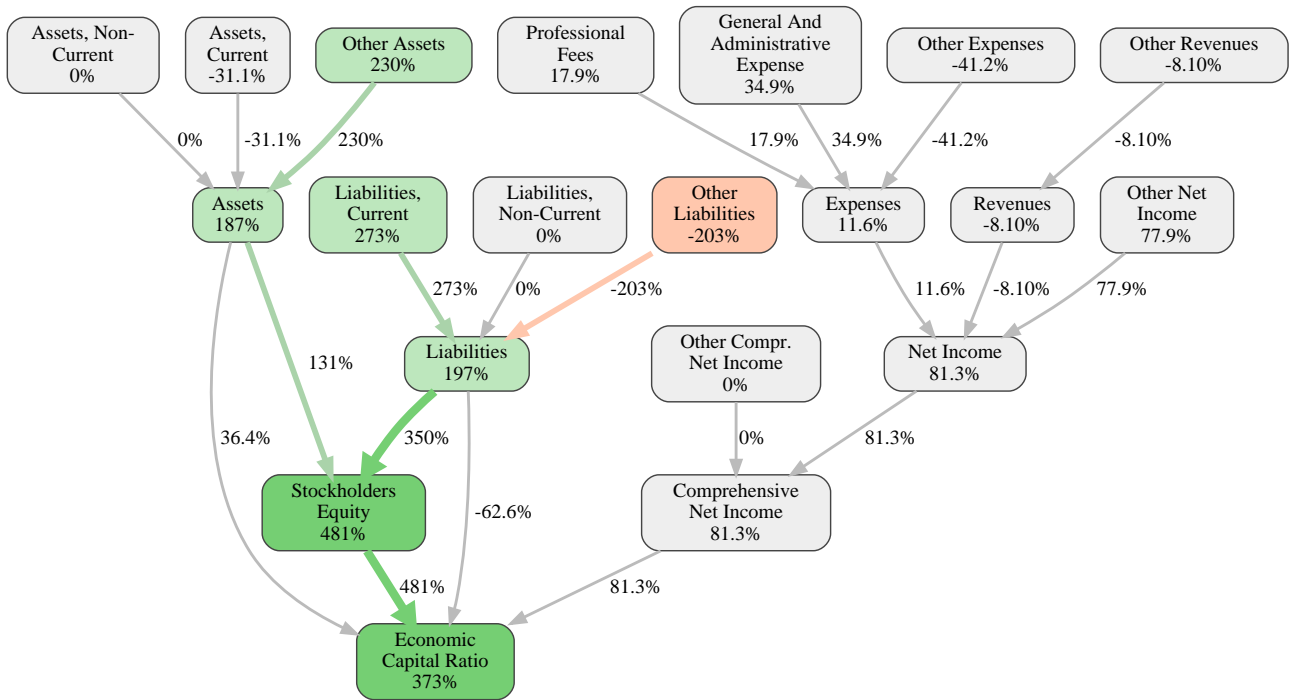 Assets, Non-
Current
0%
Assets,
Current
-31.1%
Other Assets
230%
Professional
Fees
17.9%
General And
Administrative
Expense
34.9%
Other Expenses
-41.2%
Other Revenues
-8.10%
0%
-31.1%
230%
17.9%
34.9%
-41.2%
-8.10%
Assets
187%
Liabilities,
Current
273%
Liabilities,
Non-Current
0%
Other
Liabilities
-203%
Expenses
11.6%
Revenues
-8.10%
Other Net
Income
77.9%
273%
0%
-203%
11.6%
-8.10%
77.9%
131%
Liabilities
197%
Other Compr.
Net Income
0%
Net Income
81.3%
36.4%
350%
0%
81.3%
Stockholders
Equity
481%
-62.6%
Comprehensive
Net Income
81.3%
481%
81.3%
Economic
Capital Ratio
373%